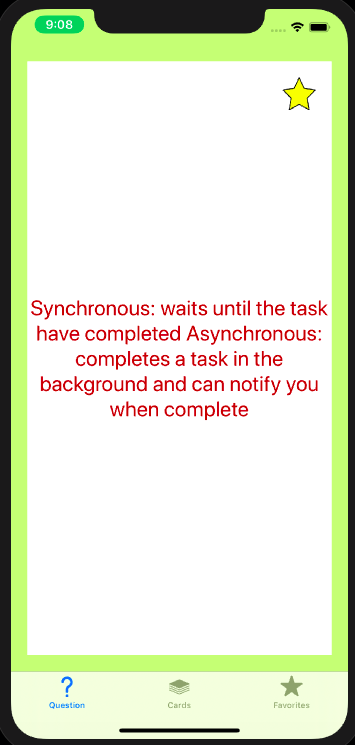 9:08
Synchronous: waits until the task
have completed Asynchronous:
completes a task in the
background and can notify you
when complete
Question
Cards
Favorites